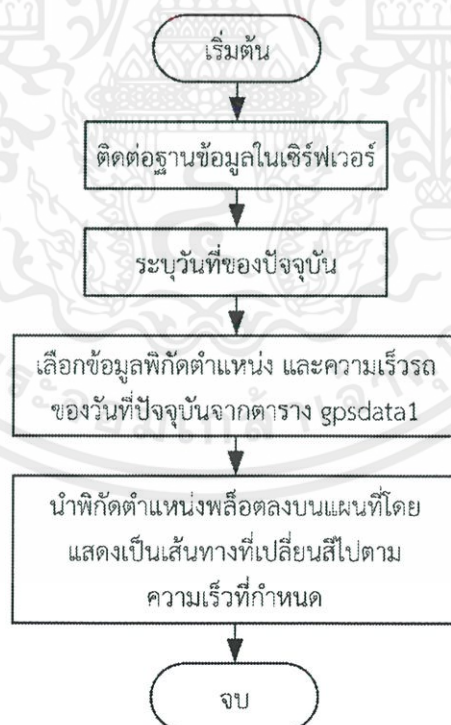 เริ่มต้น
ติดต่อฐานข้อมูลในเซิร์ฟเวอร์
ระบุวันที่ของปัจจุบัน
เลือกข้อมูลพิกัดตำแหน่ง และความเร็วรถ
ของวันที่ปัจจุบันจากตาราง gpsdata1
นำพิกัดตำแหน่งพล็อตลงบนแผนที่โดย
แสดงเป็นเส้นทางที่เปลี่ยนสีไปตาม
ความเร็วที่กำหนด
จบ